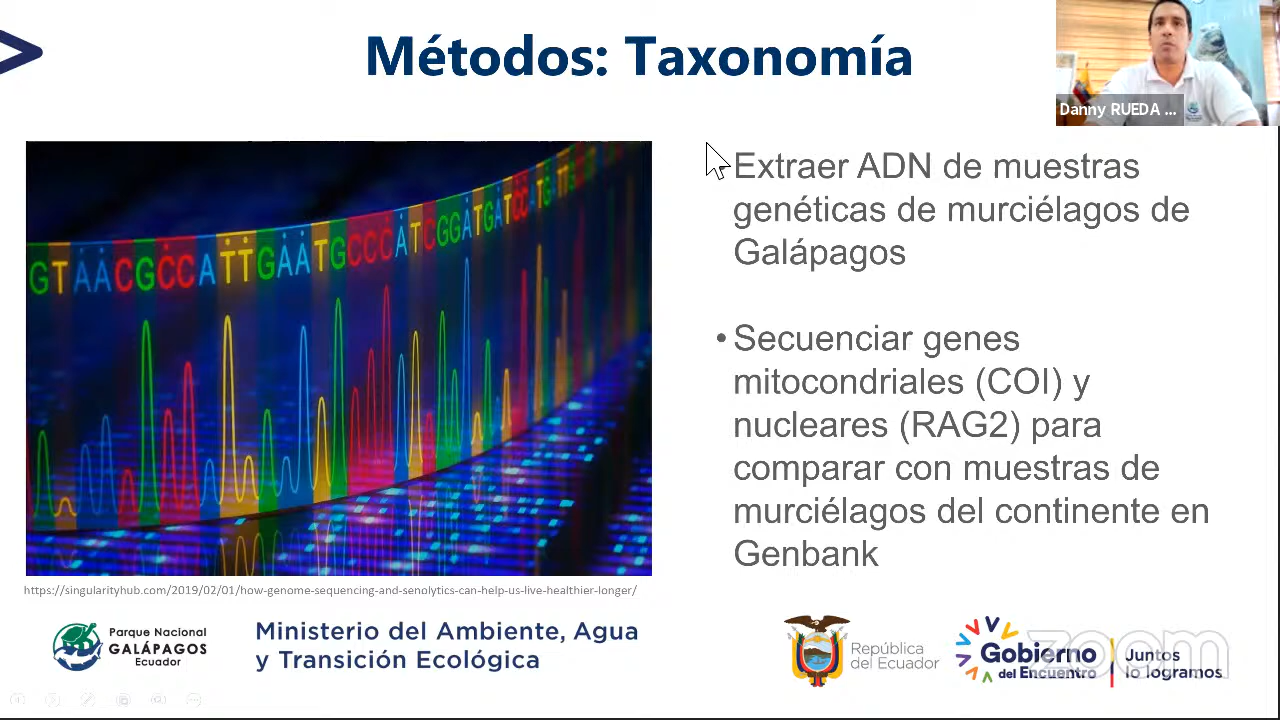 Métodos: Taxonomía
Danny RUEDA ...
GTAACGCCATTGAATGCCCATCGGATGATCCATGTTG
Extraer ADN de muestras
genéticas de murciélagos de
Galápagos
• Secuenciar genes
mitocondriales (COI) y
nucleares (RAG2) para
comparar con muestras de
murciélagos del continente en
Genbank
https://singularityhub.com/2019/02/01/how-genome-sequencing-and-senolytics-can-help-us-live-healthier-longer/
Parque Nacional
GALÁPAGOS
Ecuador
Ministerio del Ambiente, Agua
y Transición Ecológica
República
del Ecuador
Gobierno
del Encuentro
Juntos
lo logramos
zoom